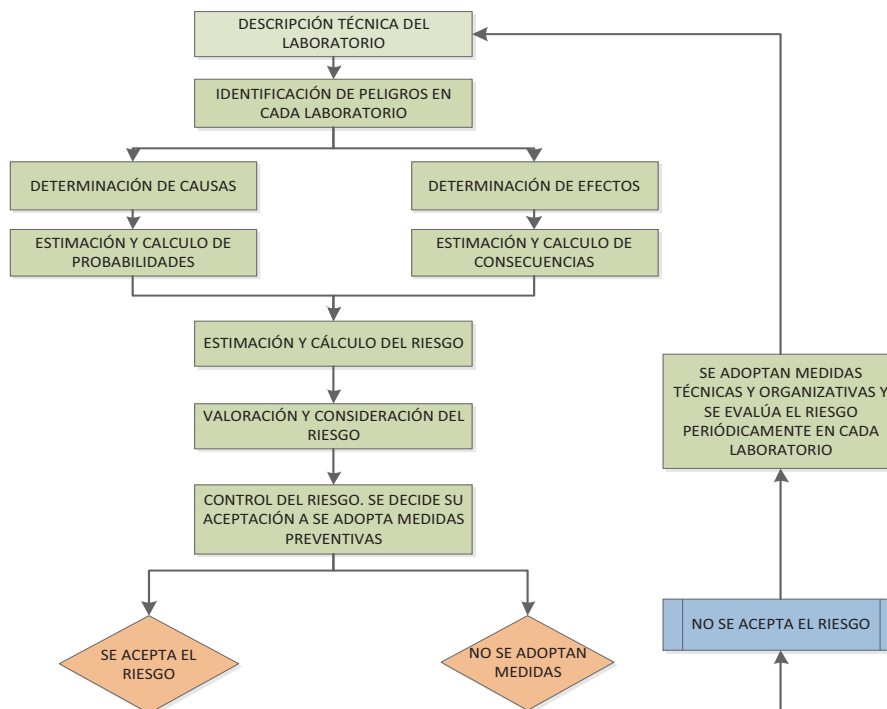 DESCRIPCIÓN TÉCNICA DEL
LABORATORIO
IDENTIFICACIÓN DE PELIGROS EN
CADA LABORATORIO
DETERMINACIÓN DE CAUSAS
DETERMINACIÓN DE EFECTOS
ESTIMACIÓN Y CALCULO DE
PROBABILIDADES
ESTIMACIÓN Y CALCULO DE
CONSECUENCIAS
ESTIMACIÓN Y CÁLCULO DEL RIESGO
VALORACIÓN Y CONSIDERACIÓN DEL
RIESGO
CONTROL DEL RIESGO. SE DECIDE SU
ACEPTACIÓN A SE ADOPTA MEDIDAS
PREVENTIVAS
SE ACEPTA EL
RIESGO
NO SE ADOPTAN
MEDIDAS
SE ADOPTAN MEDIDAS
TÉCNICAS Y ORGANIZATIVAS Y
SE EVALÚA EL RIESGO
PERIÓDICAMENTE EN CADA
LABORATORIO
NO SE ACEPTA EL RIESGO